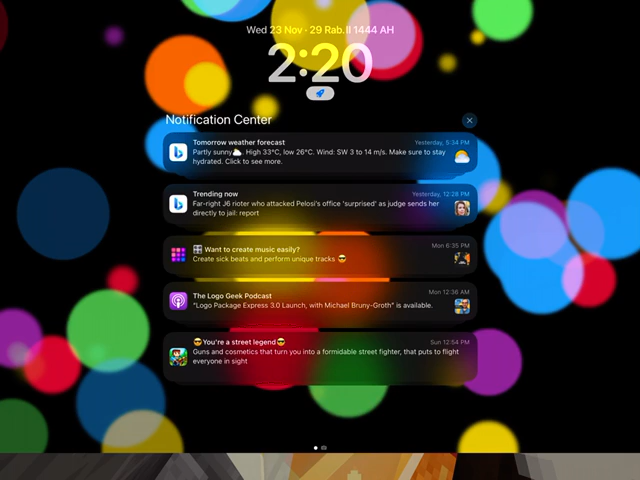 Wed 23 Nov · 29 Rab. II 1444 AH
2:20
Notification Center
Tomorrow weather forecast
Yesterday, 5:34 PM
Partly sunny🌥️. High 33°C, low 26°C. Wind: SW 3 to 14 m/s. Make sure to stay
hydrated. Click to see more.
Trending now
Yesterday, 12:28 PM
Far-right J6 rioter who attacked Pelosi's office 'surprised' as judge sends her
directly to jail: report
🎛️ Want to create music easily?
Mon 6:35 PM
Create sick beats and perform unique tracks 😎
The Logo Geek Podcast
Mon 12:36 AM
"Logo Package Express 3.0 Launch, with Michael Bruny-Groth" is available.
😎You're a street legend😎
Sun 12:54 PM
Guns and cosmetics that turn you into a formidable street fighter, that puts to flight
everyone in sight